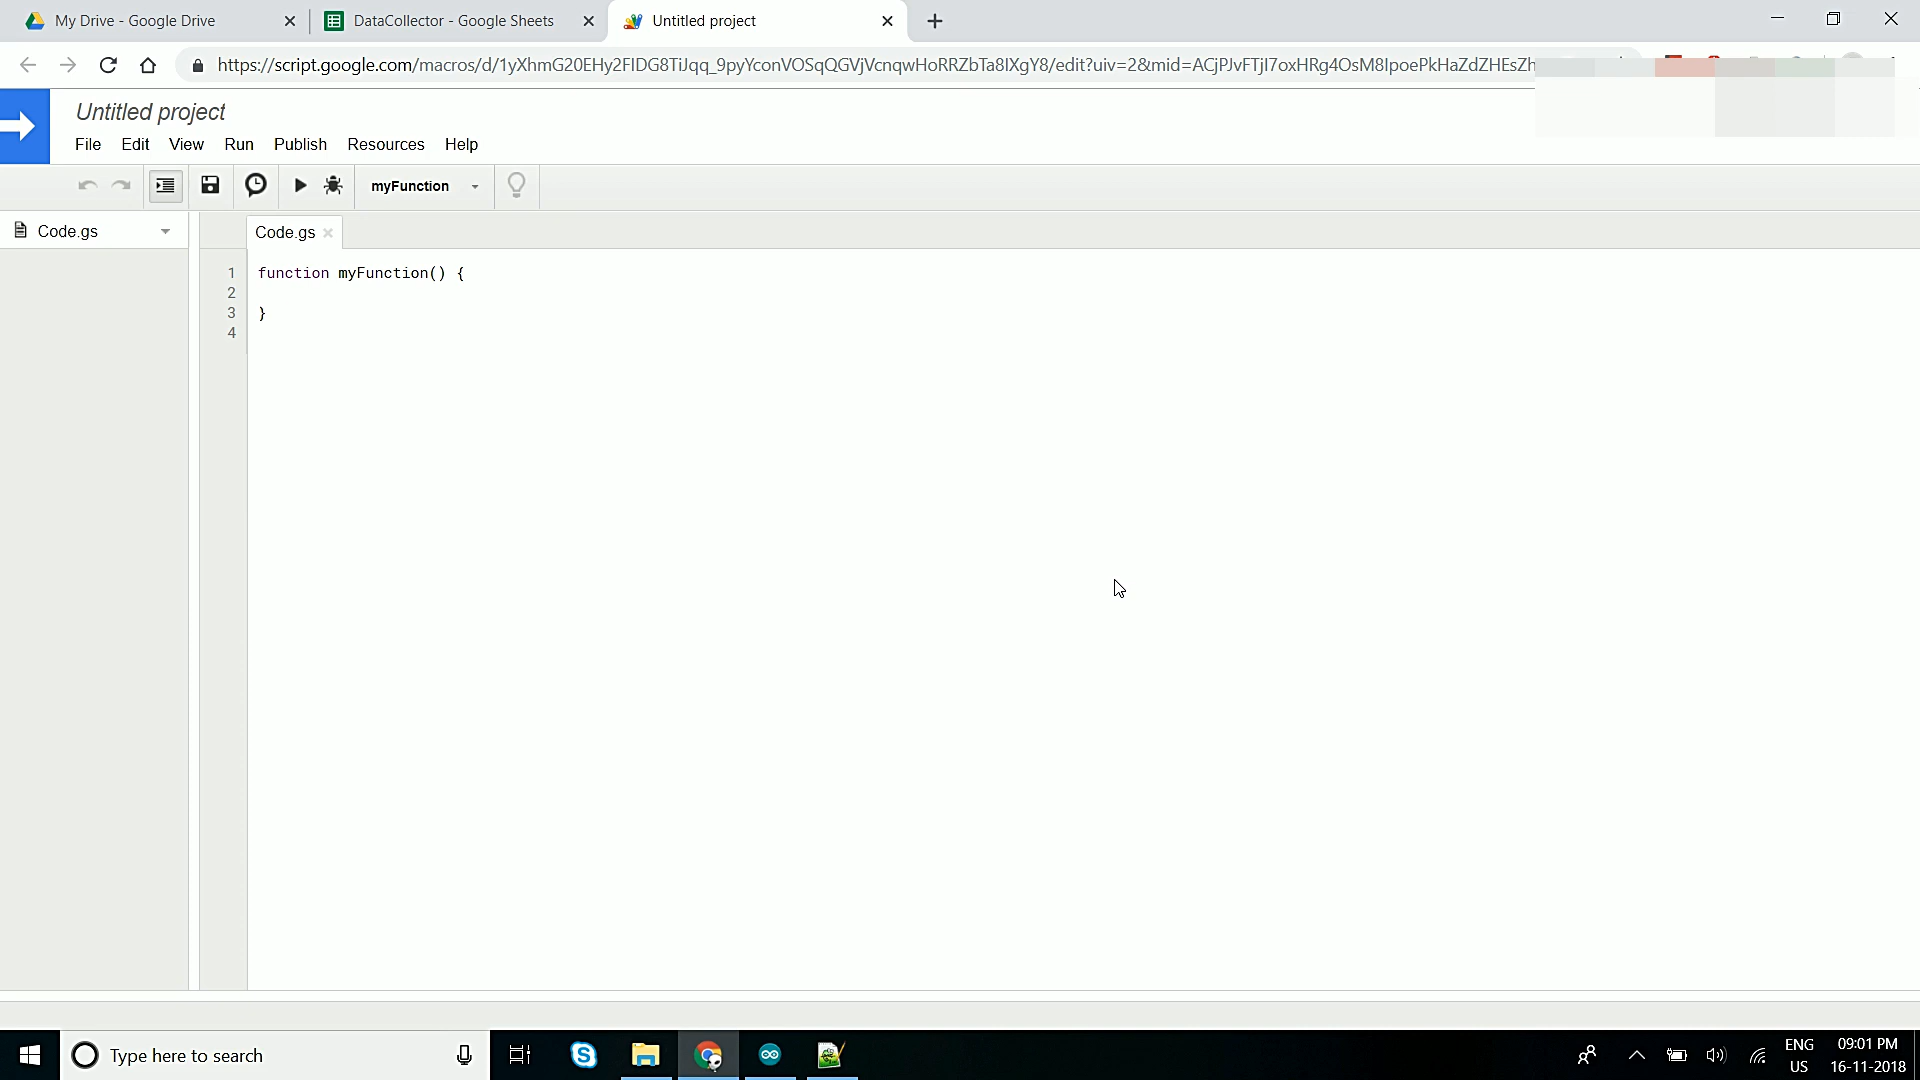 My Drive - Google Drive
DataCollector - Google Sheets
Untitled project
https://script.google.com/macros/d/1yXhmG20EHy2FIDG8TiJqq_9pyYconVOSqQGVjVcnqwHoRRZbTa8lXgY8/edit?uiv=2&mid=ACjPJvFTjI7oxHRg4OsM8IpoePkHaZdZHEsZh
Untitled project
File Edit View Run Publish Resources Help
myFunction
Code.gs
Code.gs
1 function myFunction() {
2
3 }
4
Type here to search
ENG
US
09:01 PM
16-11-2018